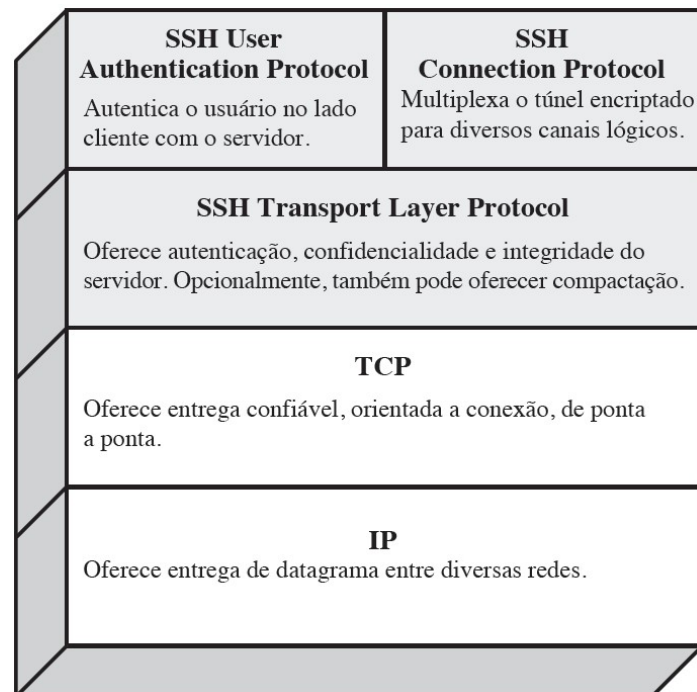 SSH User
Authentication Protocol
Autentica o usuário no lado
cliente com o servidor.
SSH
Connection Protocol
Multiplexa o túnel encriptado
para diversos canais lógicos.
SSH Transport Layer Protocol
Oferece autenticação, confidencialidade e integridade do
servidor. Opcionalmente, também pode oferecer compactação.
TCP
Oferece entrega confiável, orientada a conexão, de ponta
a ponta.
IP
Oferece entrega de datagrama entre diversas redes.